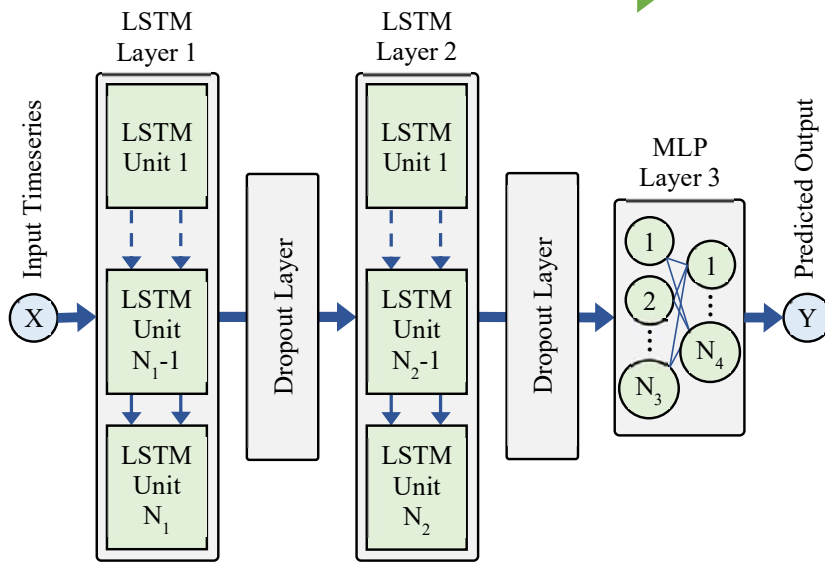 Input Timeseries
X
LSTM
Layer 1
LSTM
Unit 1
LSTM
Unit
N₁-1
LSTM
Unit
N₁
Dropout Layer
LSTM
Layer 2
LSTM
Unit 1
LSTM
Unit
N₂-1
LSTM
Unit
N₂
Dropout Layer
MLP
Layer 3
1
2
N₃
1
N₄
Predicted Output
Y